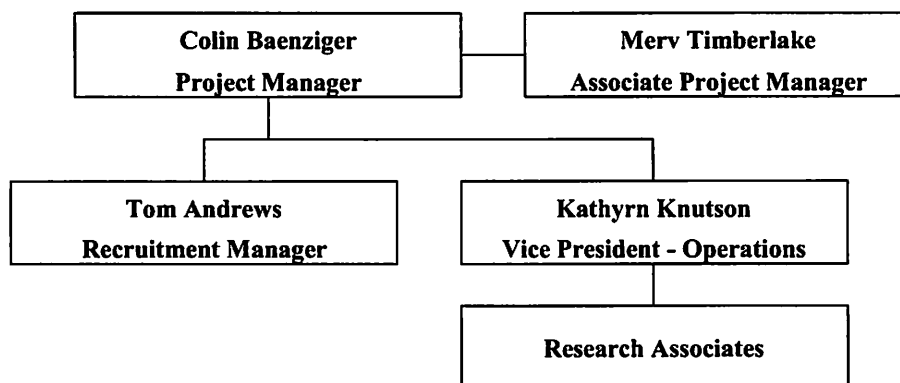 Colin Baenziger
Project Manager
Merv Timberlake
Associate Project Manager
Tom Andrews
Recruitment Manager
Kathyrn Knutson
Vice President - Operations
Research Associates